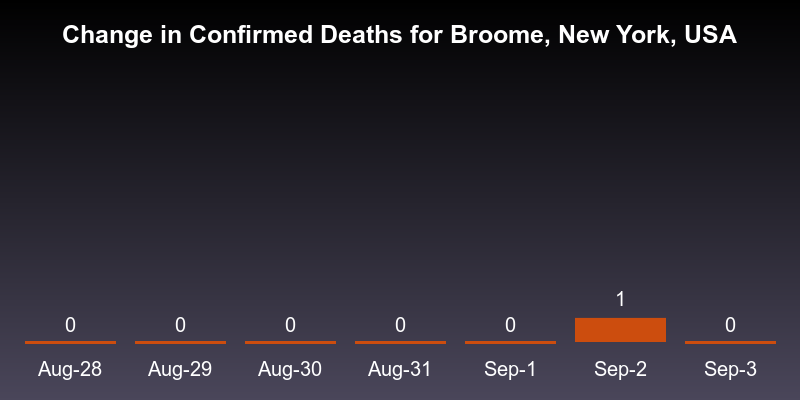 Change in Confirmed Deaths for Broome, New York, USA
0 0 0 0 0 1 0
Aug-28 Aug-29 Aug-30 Aug-31 Sep-1 Sep-2 Sep-3